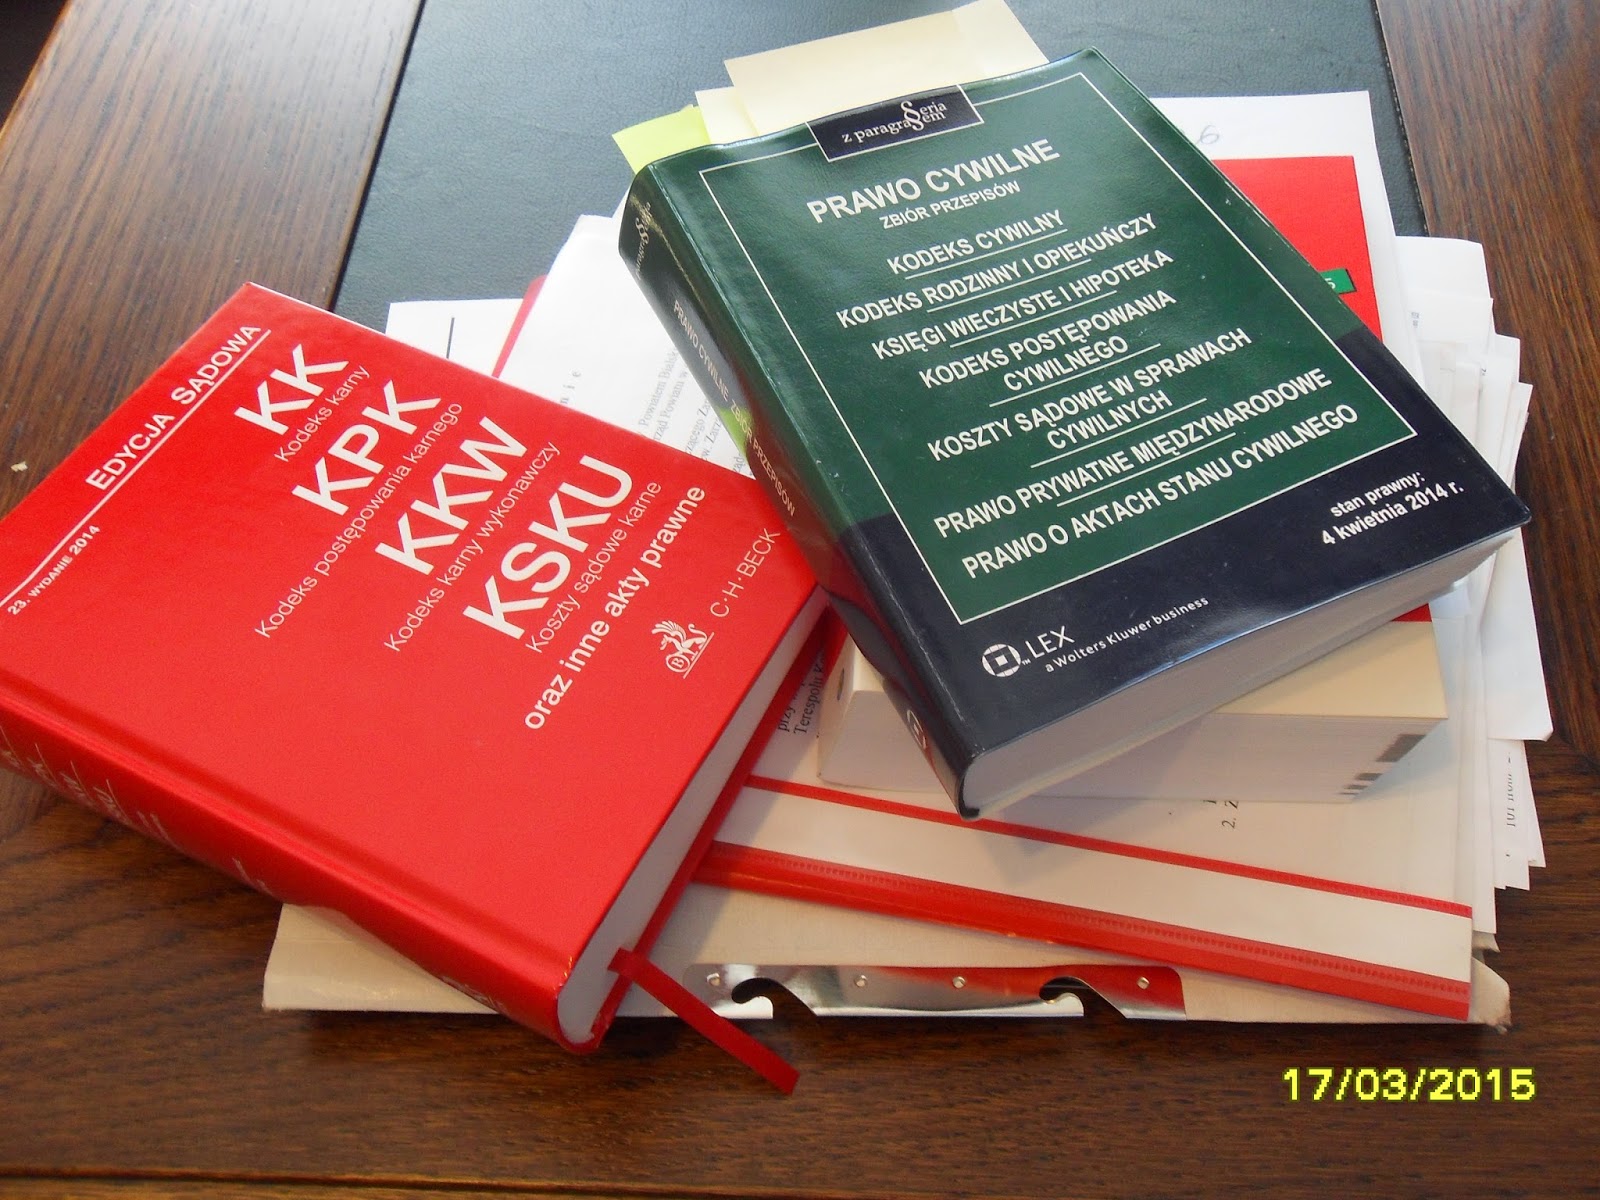 EDYCJA SĄDOWA
23. WYDANIE 2014
KK
Kodeks karny
KPK
Kodeks postępowania karnego
KKW
Kodeks karny wykonawczy
KSKU
Koszty sądowe karne
oraz inne akty prawne
C·H·BECK
Seria
z paragrafem
PRAWO CYWILNE
ZBIÓR PRZEPISÓW
KODEKS CYWILNY
KODEKS RODZINNY I OPIEKUŃCZY
KSIĘGI WIECZYSTE I HIPOTEKA
KODEKS POSTĘPOWANIA
CYWILNEGO
KOSZTY SĄDOWE W SPRAWACH
CYWILNYCH
PRAWO PRYWATNE MIĘDZYNARODOWE
PRAWO O AKTACH STANU CYWILNEGO
stan prawny:
4 kwietnia 2014 r.
LEX
a Wolters Kluwer business
PRAWO CYWILNE ZBIÓR PRZEPISÓW
Powiatem
Powiatu w
2.
17/03/2015